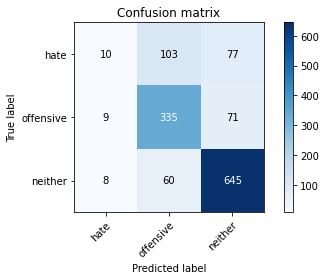 Confusion matrix
True label
hate
10 103 77
offensive
9 335 71
neither
8 60 645
hate
offensive
neither
Predicted label
600
500
400
300
200
100